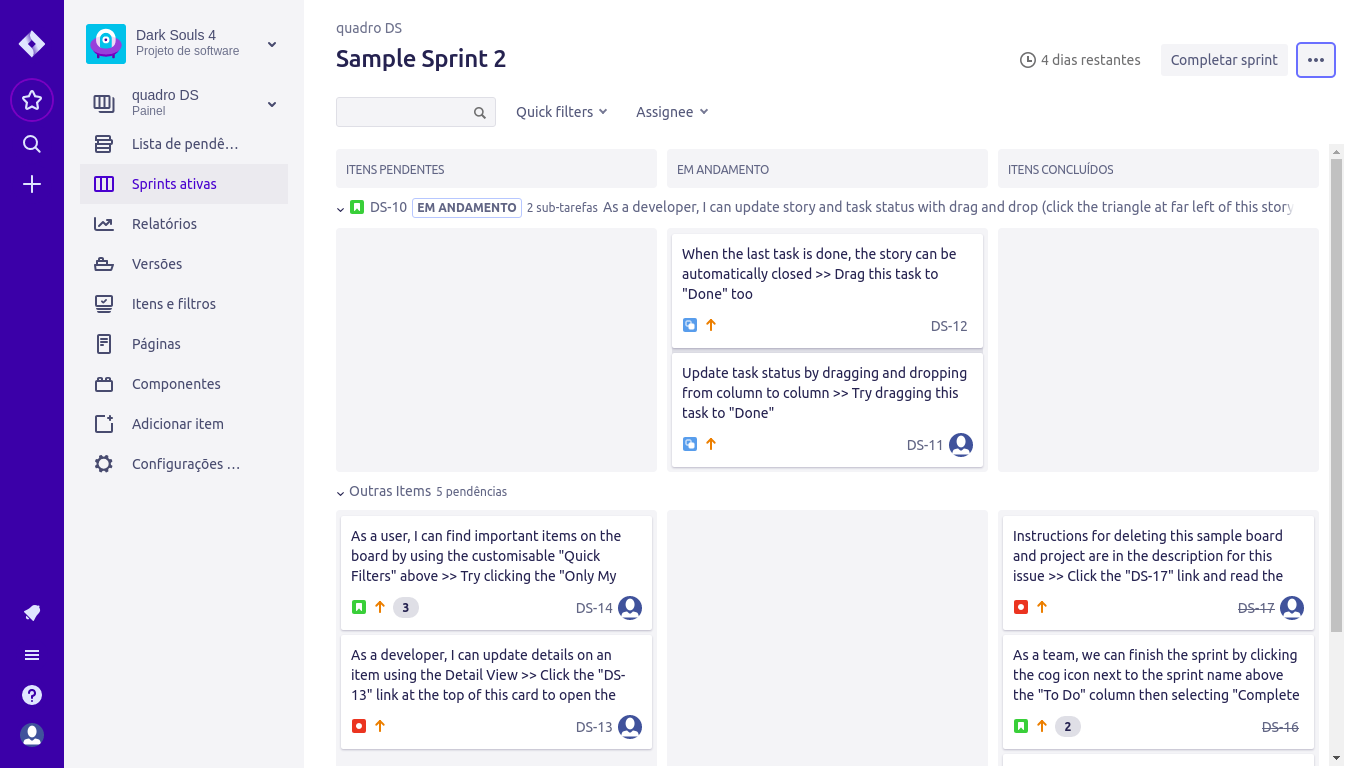 Dark Souls 4
Projeto de software
quadro DS
Painel
Lista de pendê…
Sprints ativas
Relatórios
Versões
Itens e filtros
Páginas
Componentes
Adicionar item
Configurações …
quadro DS
Sample Sprint 2
4 dias restantes
Completar sprint
Quick filters
Assignee
ITENS PENDENTES
EM ANDAMENTO
ITENS CONCLUÍDOS
DS-10 EM ANDAMENTO 2 sub-tarefas As a developer, I can update story and task status with drag and drop (click the triangle at far left of this story
When the last task is done, the story can be
automatically closed >> Drag this task to
"Done" too
DS-12
Update task status by dragging and dropping
from column to column >> Try dragging this
task to "Done"
DS-11
Outras Items 5 pendências
As a user, I can find important items on the
board by using the customisable "Quick
Filters" above >> Try clicking the "Only My
3
DS-14
As a developer, I can update details on an
item using the Detail View >> Click the "DS-
13" link at the top of this card to open the
DS-13
Instructions for deleting this sample board
and project are in the description for this
issue >> Click the "DS-17" link and read the
DS-17
As a team, we can finish the sprint by clicking
the cog icon next to the sprint name above
the "To Do" column then selecting "Complete
2
DS-16